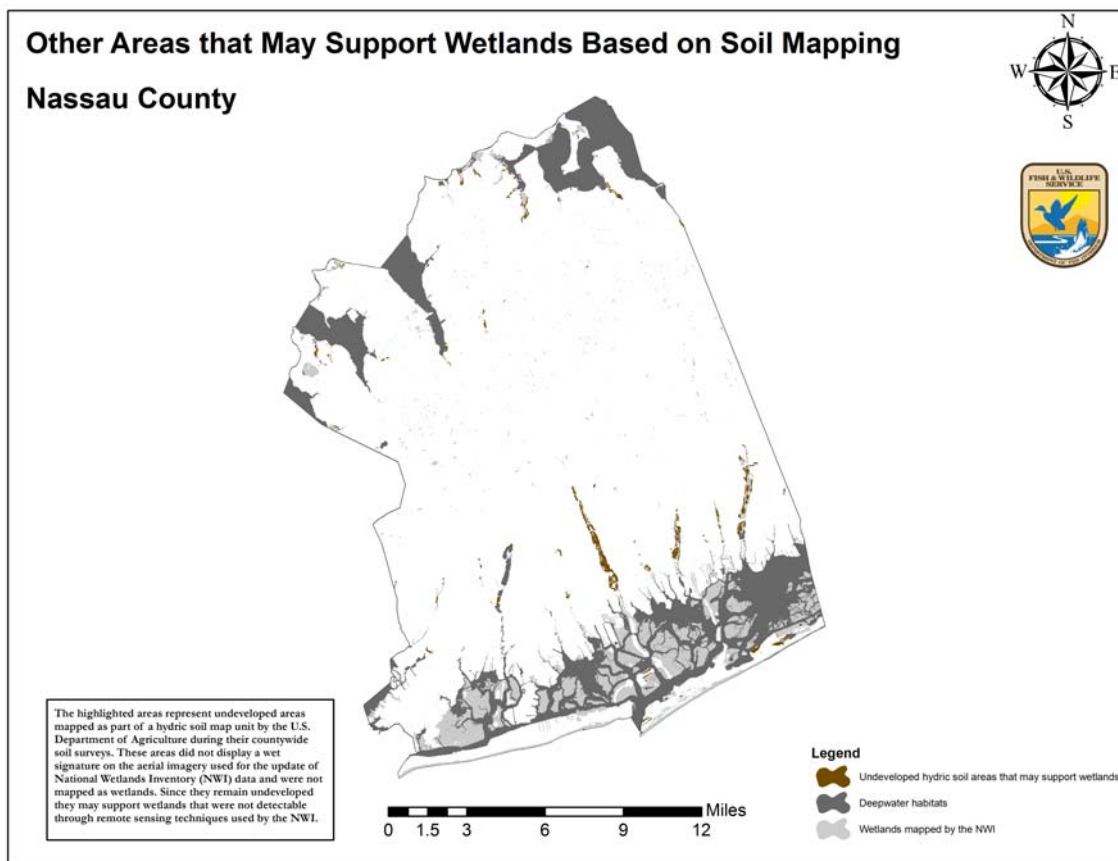 Other Areas that May Support Wetlands Based on Soil Mapping
Nassau County
N
W
E
S
U.S.
FISH & WILDLIFE
SERVICE
DEPARTMENT OF THE INTERIOR
The highlighted areas represent undeveloped areas
mapped as part of a hydric soil map unit by the U.S.
Department of Agriculture during their countywide
soil surveys. These areas did not display a wet
signature on the aerial imagery used for the update of
National Wetlands Inventory (NWI) data and were not
mapped as wetlands. Since they remain undeveloped
they may support wetlands that were not detectable
through remote sensing techniques used by the NWI.
Miles
0 1.5 3 6 9 12
Legend
Undeveloped hydric soil areas that may support wetlands
Deepwater habitats
Wetlands mapped by the NWI